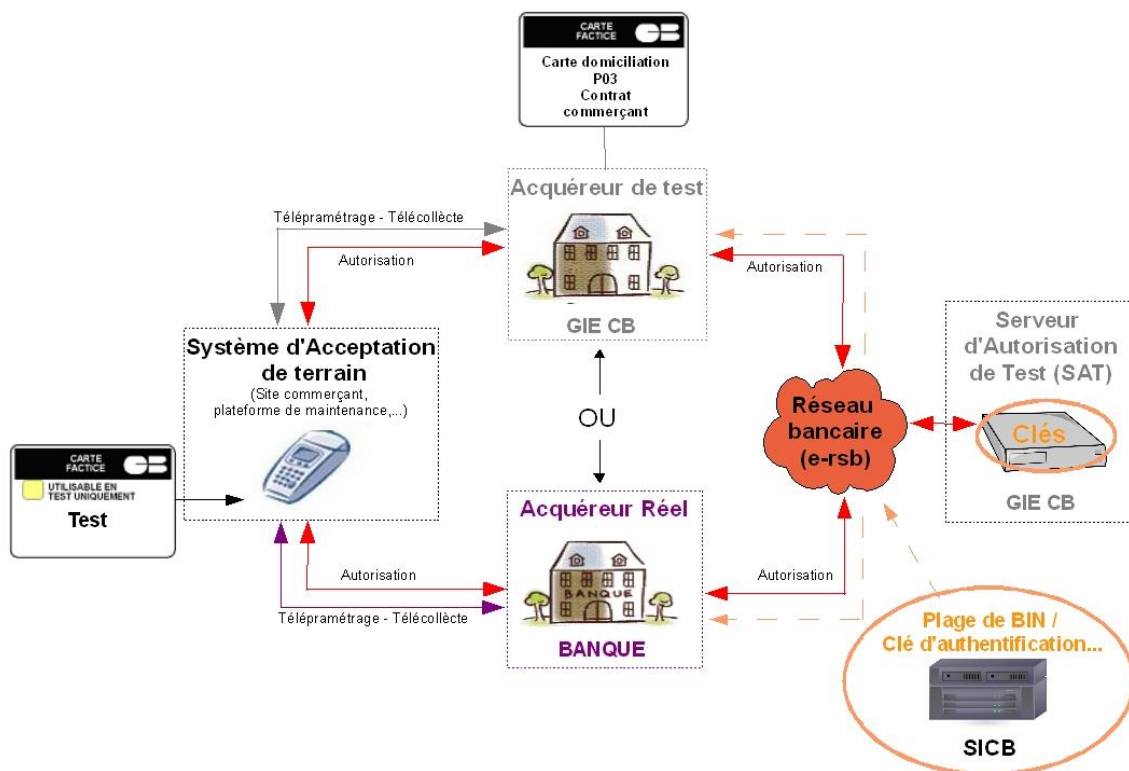 CARTE
FACTICE
CB
Carte domiciliation
P03
Contrat
commerçant
Acquéreur de test
Télépramétrage - Télécollècte
Autorisation
Autorisation
GIE CB
Serveur
d'Autorisation
de Test (SAT)
Clés
GIE CB
Système d'Acceptation
de terrain
(Site commerçant,
plateforme de maintenance,...)
OU
Réseau
bancaire
(e-rsb)
CARTE
FACTICE
CB
UTILISABLE EN
TEST UNIQUEMENT
Test
Acquéreur Réel
Autorisation
BANQUE
Autorisation
Télépramétrage - Télécollècte
BANQUE
Plage de BIN /
Clé d'authentification...
SICB